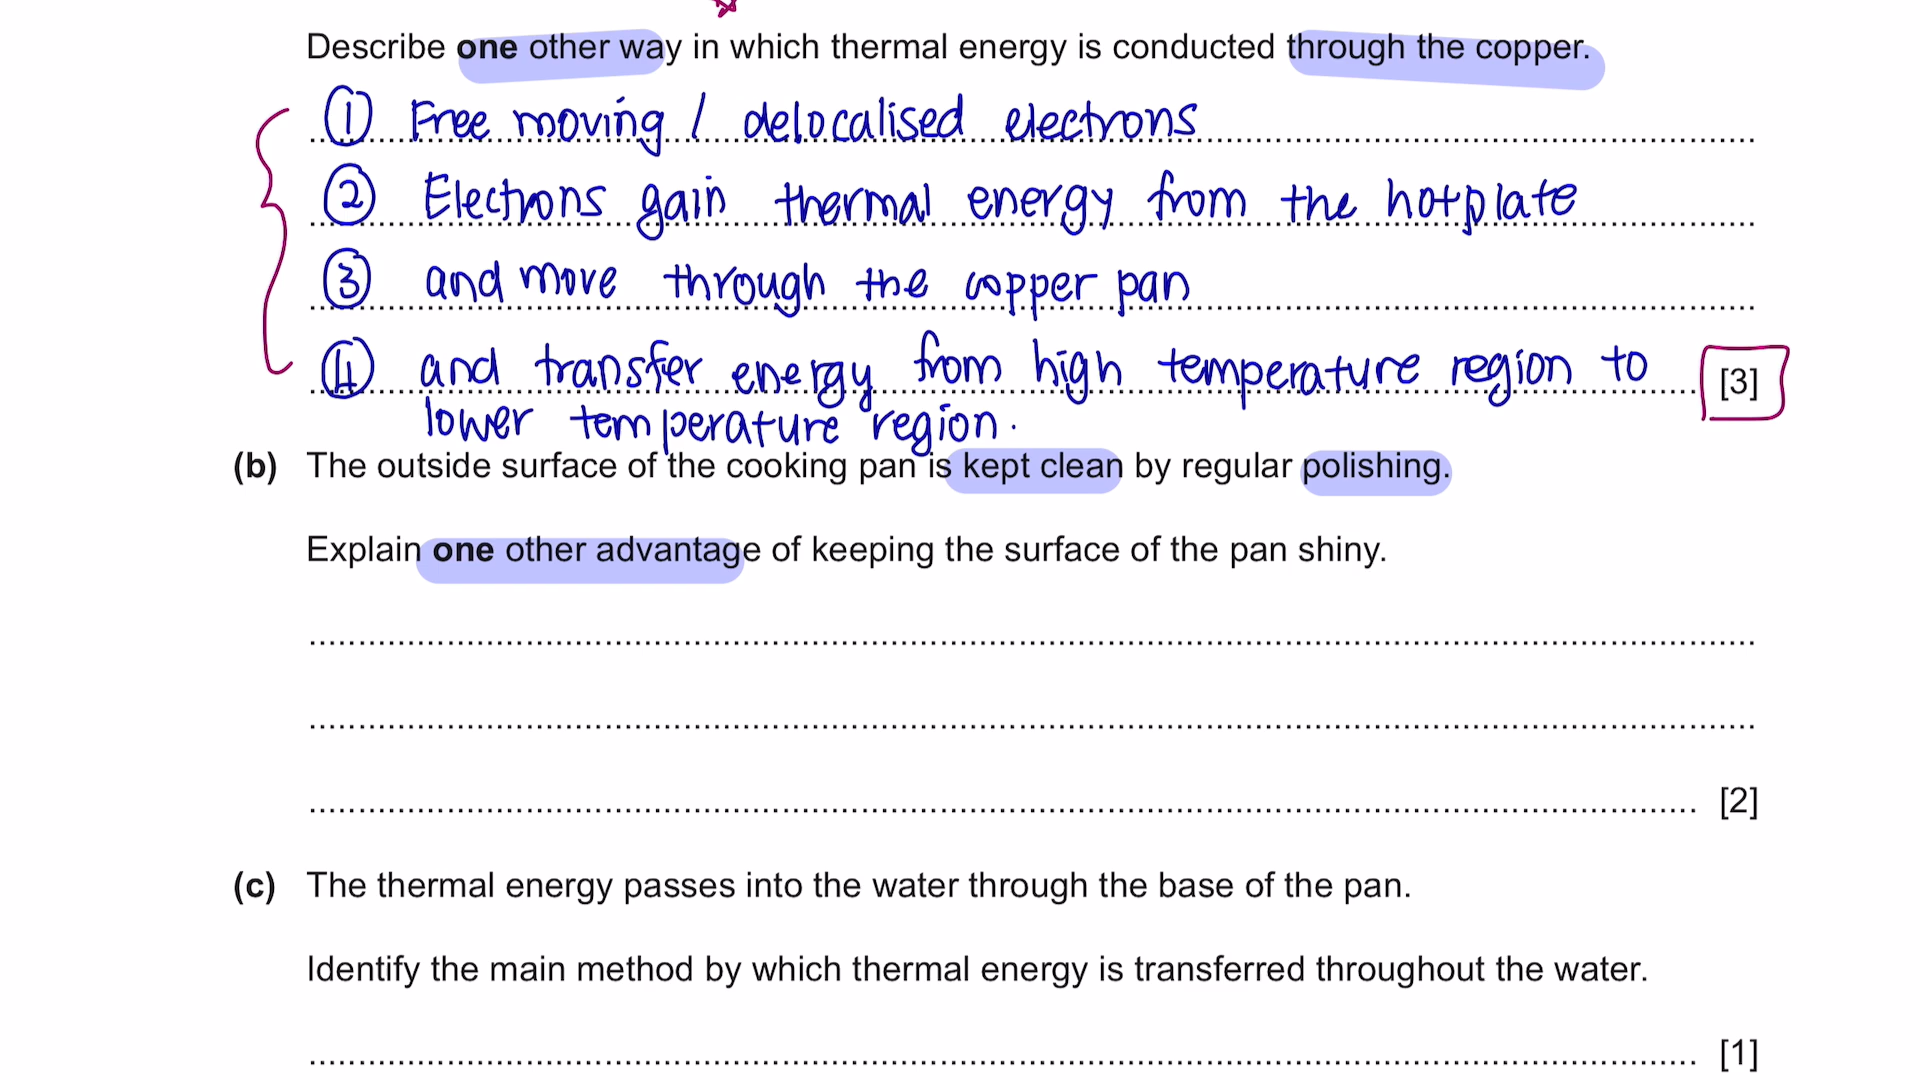 Describe one other way in which thermal energy is conducted through the copper.
① Free moving / delocalised electrons
② Electrons gain thermal energy from the hotplate
③ and move through the copper pan
④ and transfer energy from high temperature region to [3]
lower temperature region.
(b) The outside surface of the cooking pan is kept clean by regular polishing.
Explain one other advantage of keeping the surface of the pan shiny.
[2]
(c) The thermal energy passes into the water through the base of the pan.
Identify the main method by which thermal energy is transferred throughout the water.
[1]